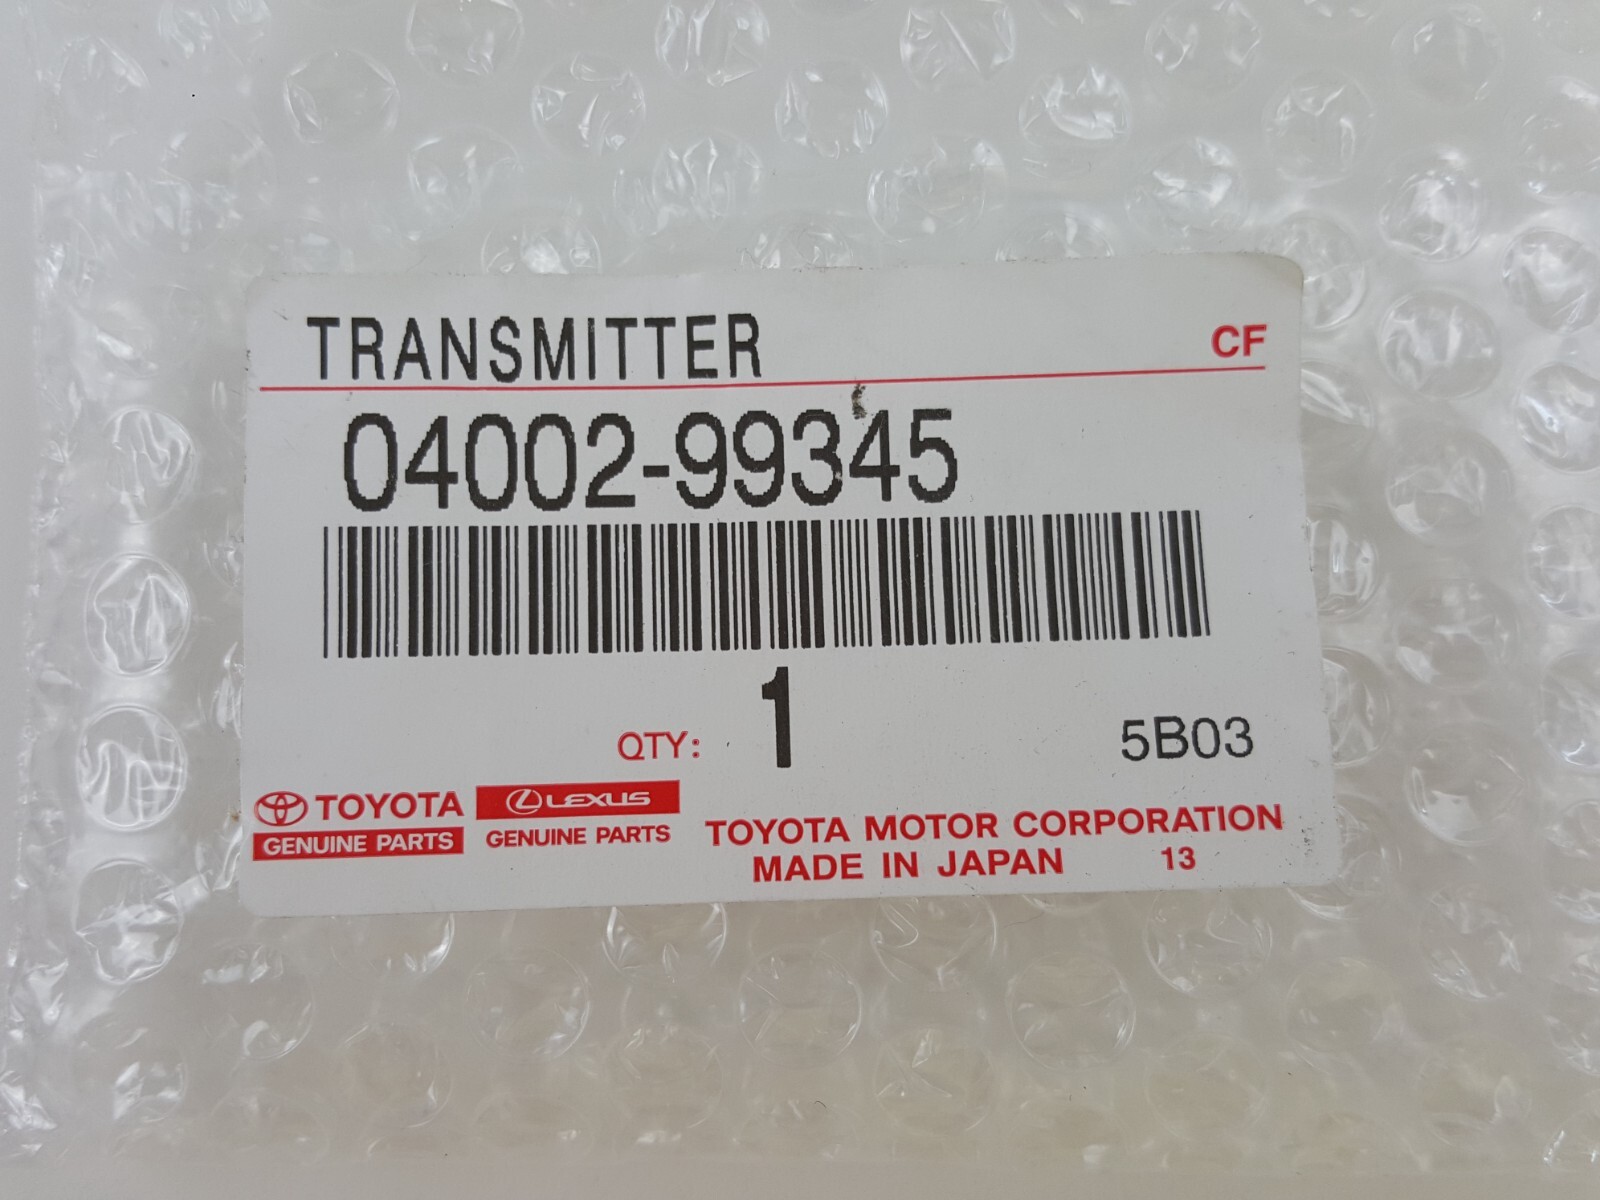 TRANSMITTER CF
04002-99345
1
QTY: 5B03
TOYOTA LEXUS
GENUINE PARTS GENUINE PARTS
TOYOTA MOTOR CORPORATION
MADE IN JAPAN 13